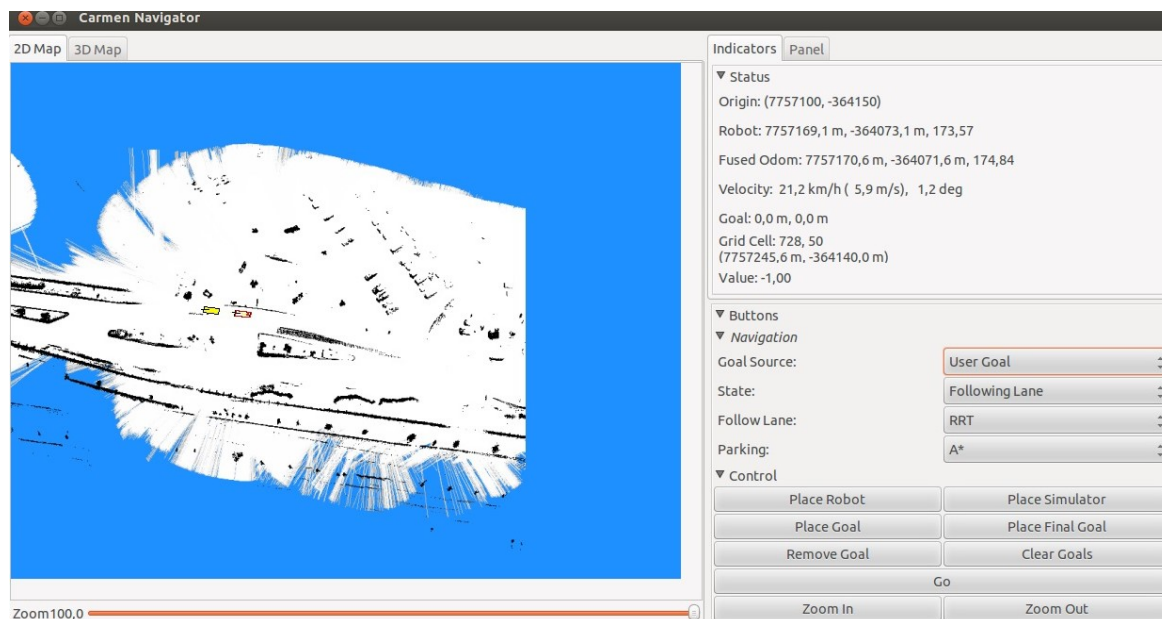 Carmen Navigator
2D Map 3D Map
Indicators Panel
Status
Origin: (7757100, -364150)
Robot: 7757169,1 m, -364073,1 m, 173,57
Fused Odom: 7757170,6 m, -364071,6 m, 174,84
Velocity: 21,2 km/h ( 5,9 m/s), 1,2 deg
Goal: 0,0 m, 0,0 m
Grid Cell: 728, 50
(7757245,6 m, -364140,0 m)
Value: -1,00
Buttons
Navigation
Goal Source: User Goal
State: Following Lane
Follow Lane: RRT
Parking: A*
Control
Place Robot Place Simulator
Place Goal Place Final Goal
Remove Goal Clear Goals
Go
Zoom In Zoom Out
Zoom100,0